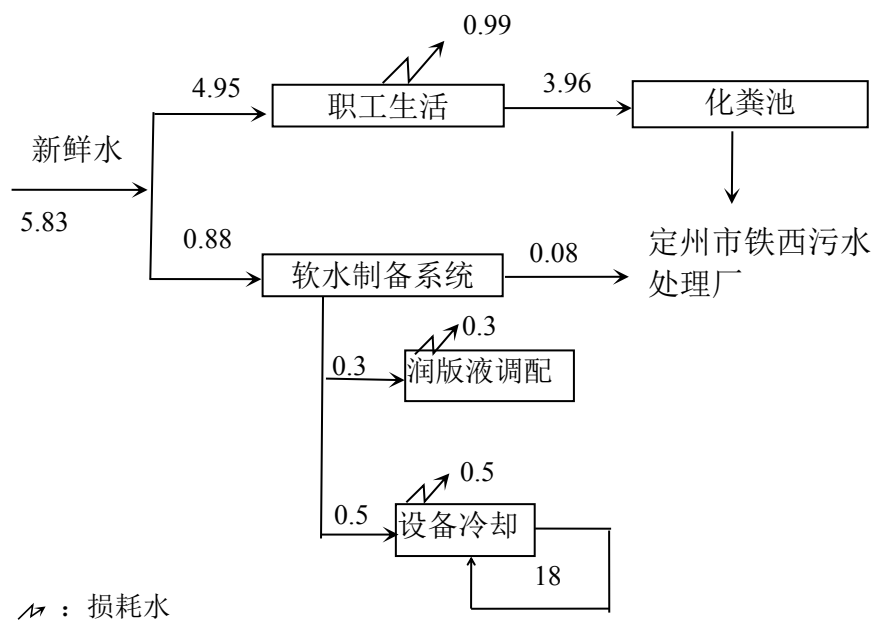 0.99
4.95
3.96
职工生活
化粪池
新鲜水
5.83
0.88
0.08
定州市铁西污水
处理厂
软水制备系统
0.3
0.3
润版液调配
0.5
0.5
设备冷却
18
：损耗水